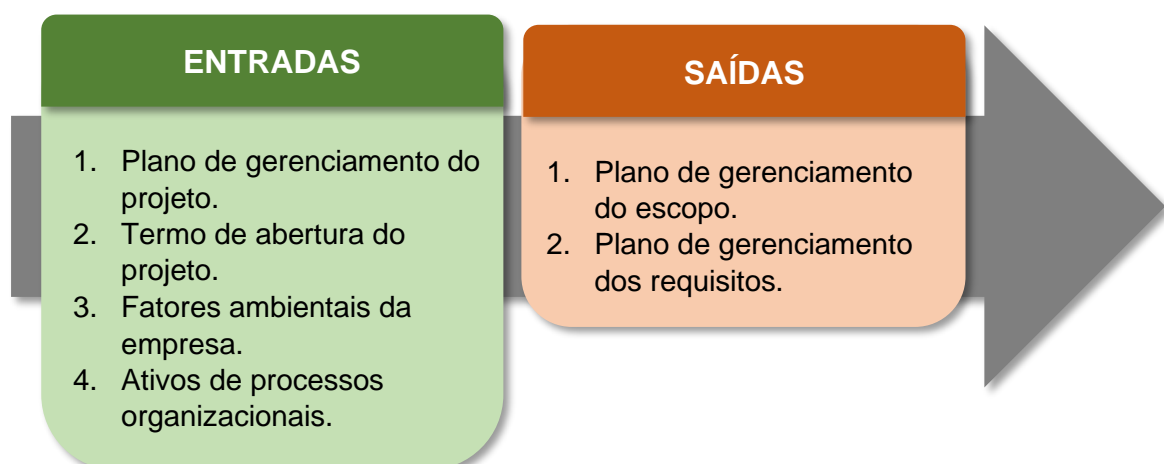 ENTRADAS
1. Plano de gerenciamento do
projeto.
2. Termo de abertura do
projeto.
3. Fatores ambientais da
empresa.
4. Ativos de processos
organizacionais.
SAÍDAS
1. Plano de gerenciamento
do escopo.
2. Plano de gerenciamento
dos requisitos.